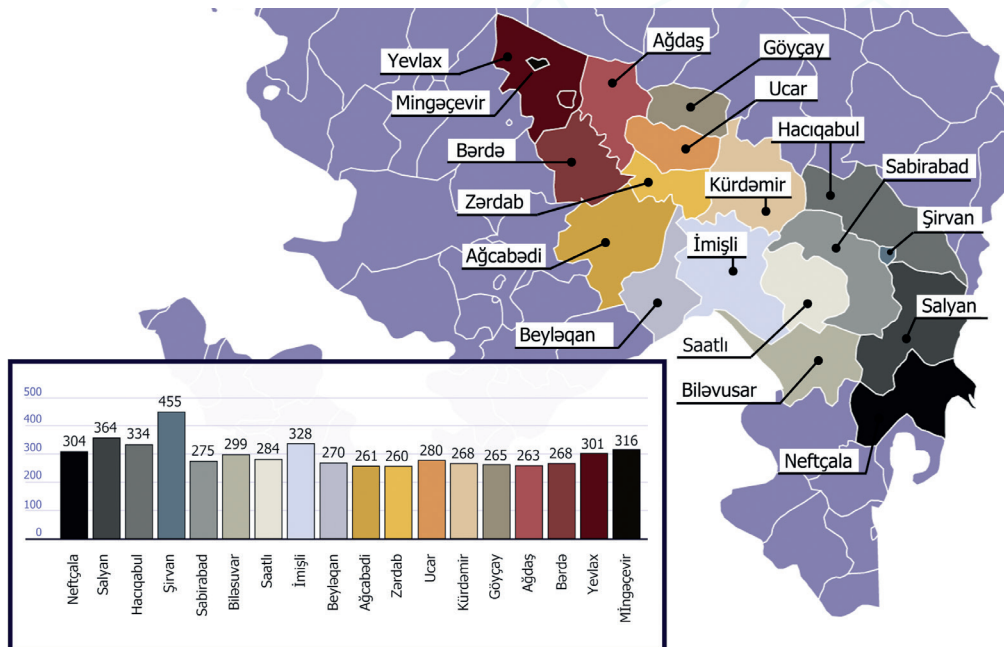 Yevlax
Ağdaş
Göyçay
Mingəçevir
Ucar
Hacıqabul
Bərdə
Sabirabad
Zərdab
Kürdəmir
Şirvan
Ağcabədi
İmişli
Salyan
Beyləqan
Saatlı
Biləvusar
Neftçala
500
400
300
200
100
0
304 364 334 455 275 299 284 328 270 261 260 280 268 265 263 268 301 316
Neftçala
Salyan
Hacıqabul
Şirvan
Sabirabad
Biləsuvar
Saatlı
İmişli
Beyləqan
Ağcabədi
Zərdab
Ucar
Kürdəmir
Göyçay
Ağdaş
Bərdə
Yevlax
Mİngəçevir